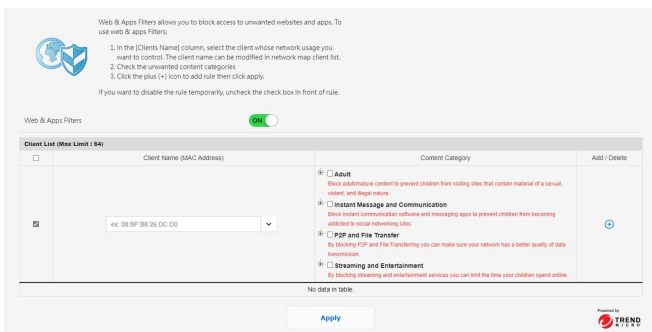 Web & Apps Filters allows you to block access to unwanted websites and apps. To
use web & apps Filters:
1. In the [Clients Name] column, select the client whose network usage you
want to control. The client name can be modified in network map client list.
2. Check the unwanted content categories
3. Click the plus (+) icon to add rule then click apply.
If you want to disable the rule temporarily, uncheck the check box in front of rule.
Web & Apps Filters
ON
Client List (Max Limit : 64)
Client Name (MAC Address)
Content Category
Add / Delete
Adult
Block adult/mature content to prevent children from visiting sites that contain material of a sexual,
violent, and illegal nature.
Instant Message and Communication
Block instant communication software and messaging apps to prevent children from becoming
addicted to social networking sites.
ex: 08:BF:B8:26:DC:D0
P2P and File Transfer
By blocking P2P and File Transferring you can make sure your network has a better quality of data
transmission.
Streaming and Entertainment
By blocking streaming and entertainment services you can limit the time your children spend online.
No data in table.
Apply
Powered by
TREND
MICRO